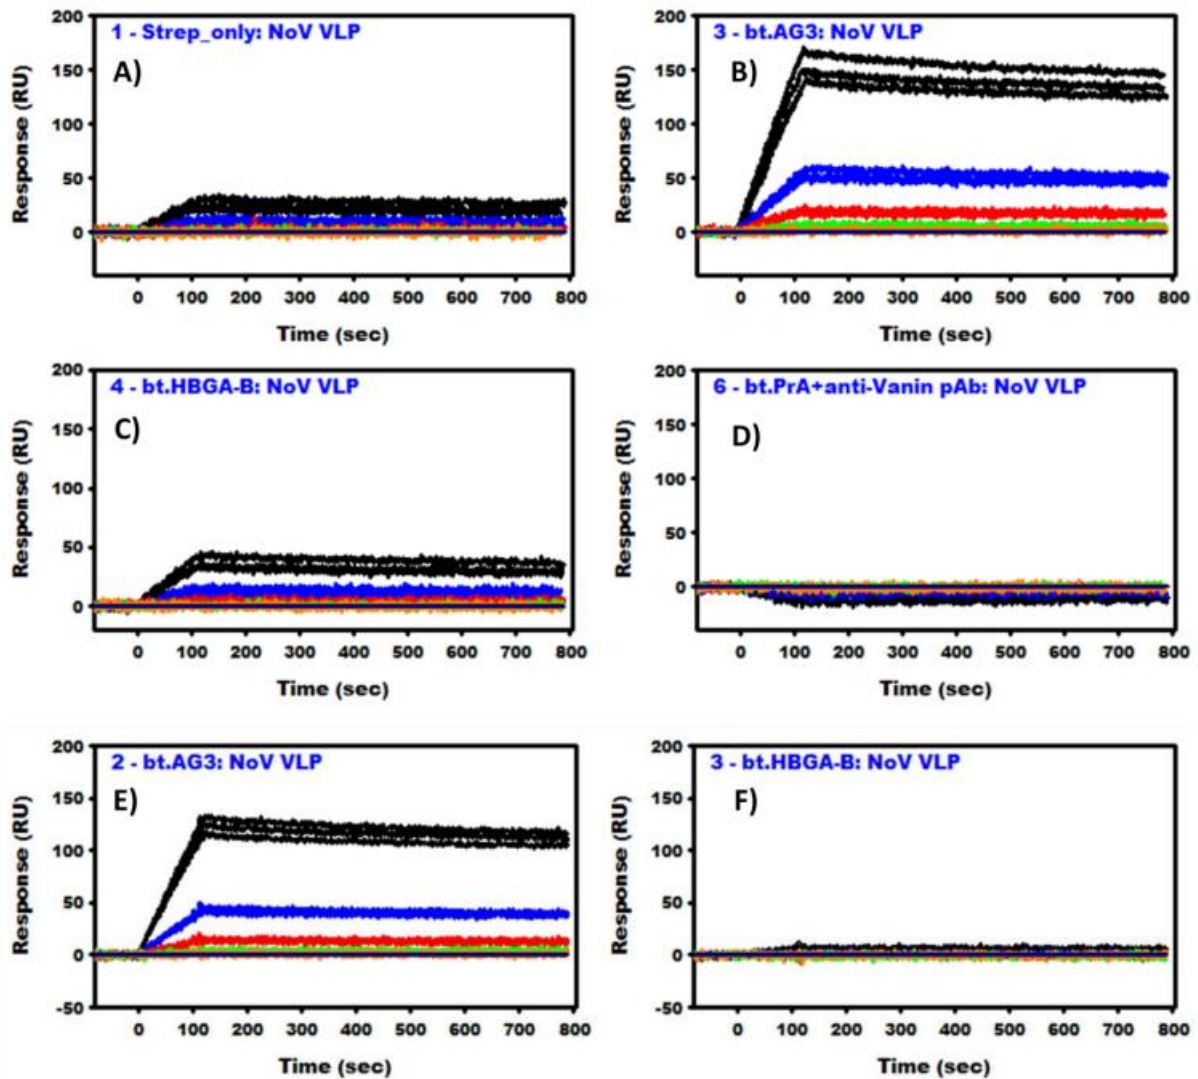 1 - Strep_only: NoV VLP
A)
Response (RU)
200
150
100
50
0
0 100 200 300 400 500 600 700 800
Time (sec)
3 - bt.AG3: NoV VLP
B)
Response (RU)
200
150
100
50
0
0 100 200 300 400 500 600 700 800
Time (sec)
4 - bt.HBGA-B: NoV VLP
C)
Response (RU)
200
150
100
50
0
0 100 200 300 400 500 600 700 800
Time (sec)
6 - bt.PrA+anti-Vanin pAb: NoV VLP
D)
Response (RU)
200
150
100
50
0
0 100 200 300 400 500 600 700 800
Time (sec)
2 - bt.AG3: NoV VLP
E)
Response (RU)
200
150
100
50
0
-50
0 100 200 300 400 500 600 700 800
Time (sec)
3 - bt.HBGA-B: NoV VLP
F)
Response (RU)
200
150
100
50
0
-50
0 100 200 300 400 500 600 700 800
Time (sec)